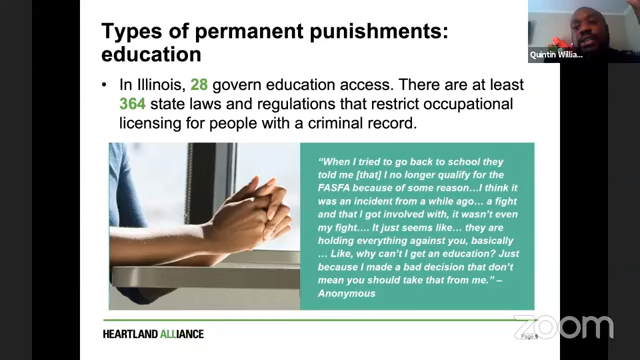 Types of permanent punishments:
education
• In Illinois, 28 govern education access. There are at least
364 state laws and regulations that restrict occupational
licensing for people with a criminal record.
“When I tried to go back to school they
told me [that] I no longer qualify for the
FASFA because of some reason…I think it
was an incident from a while ago… a fight
and that I got involved with, it wasn’t even
my fight…. It just seems like… they are
holding everything against you, basically
… Like, why can’t I get an education? Just
because I made a bad decision that don’t
mean you should take that from me.” –
Anonymous
HEARTLAND ALLIANCE
Page 6
Quintin Willia...
zoom